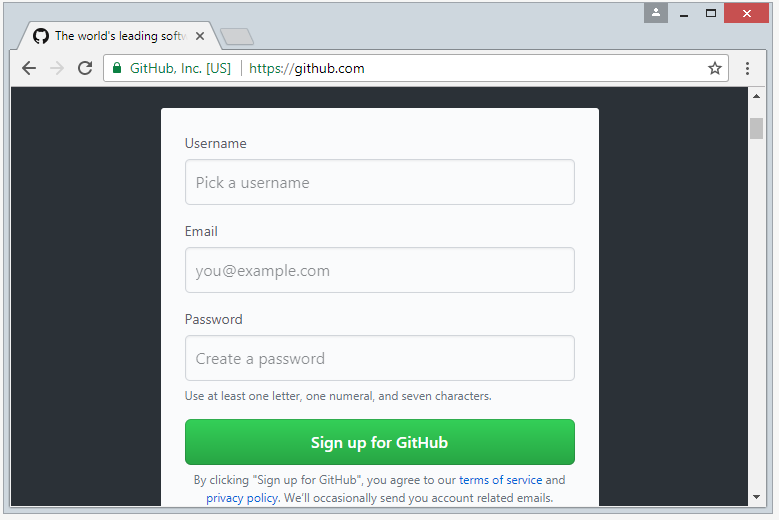 The world's leading softw
GitHub, Inc. [US] https://github.com
Username
Pick a username
Email
you@example.com
Password
Create a password
Use at least one letter, one numeral, and seven characters.
Sign up for GitHub
By clicking "Sign up for GitHub", you agree to our terms of service and
privacy policy. We'll occasionally send you account related emails.